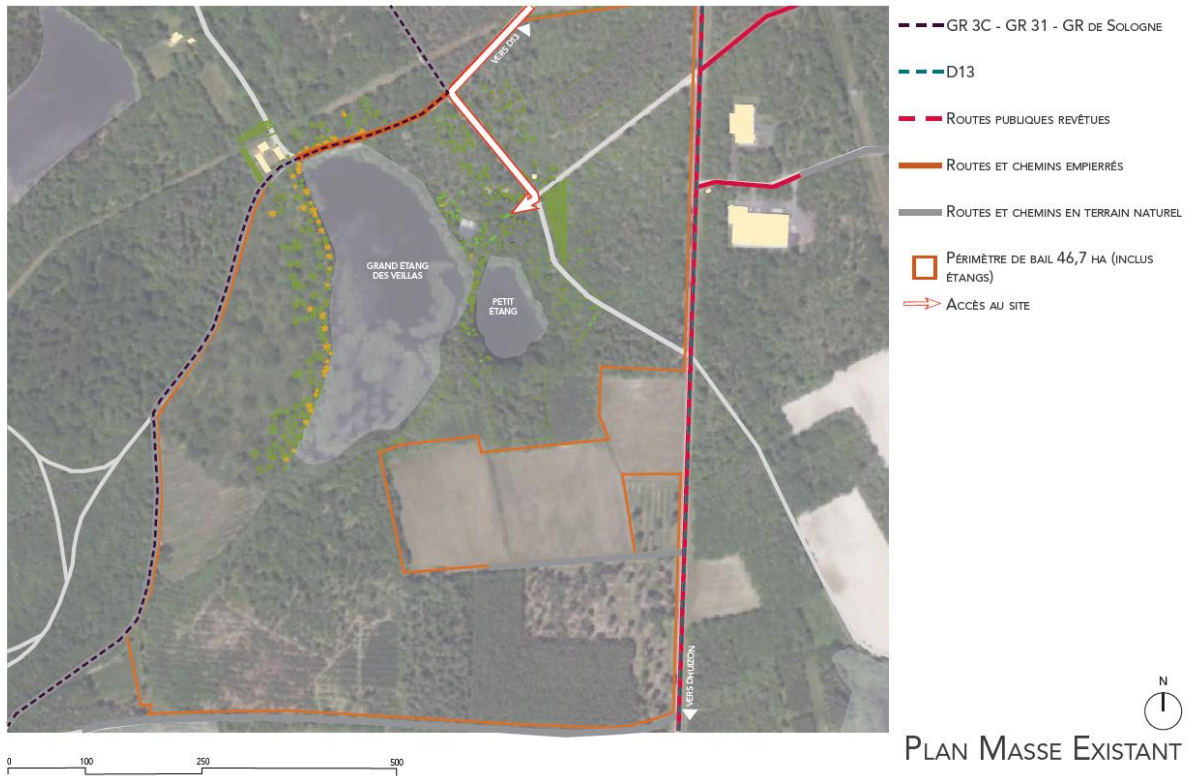 VERS D13
GRAND ÉTANG
DES VEILLAS
PETIT
ÉTANG
VERS DHUIZON
GR 3C - GR 31 - GR DE SOLOGNE
D13
ROUTES PUBLIQUES REVÊTUES
ROUTES ET CHEMINS EMPIERRÉS
ROUTES ET CHEMINS EN TERRAIN NATUREL
PÉRIMÈTRE DE BAIL 46,7 HA (INCLUS
ÉTANGS)
ACCÈS AU SITE
N
PLAN MASSE EXISTANT
0 100 250 500